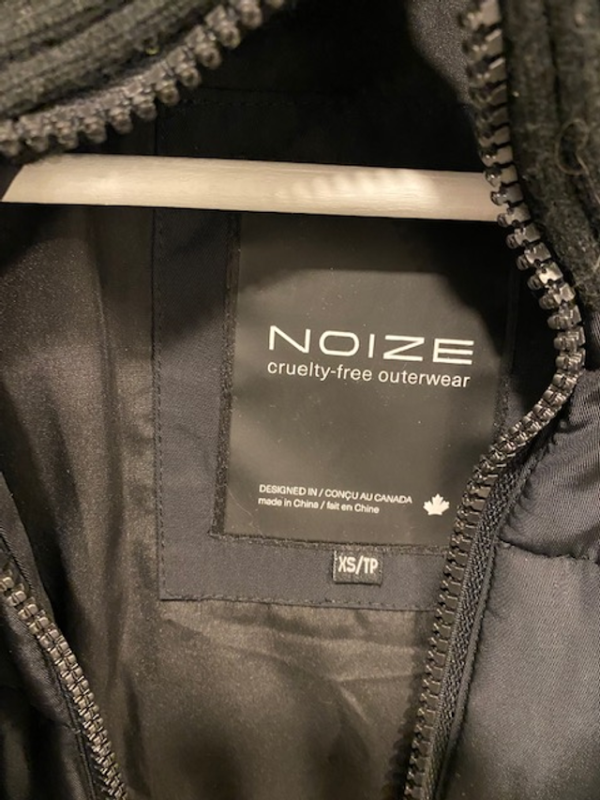 NOIZE
cruelty-free outerwear
DESIGNED IN / CONÇU AU CANADA
made in China / fait en Chine
XS/TP